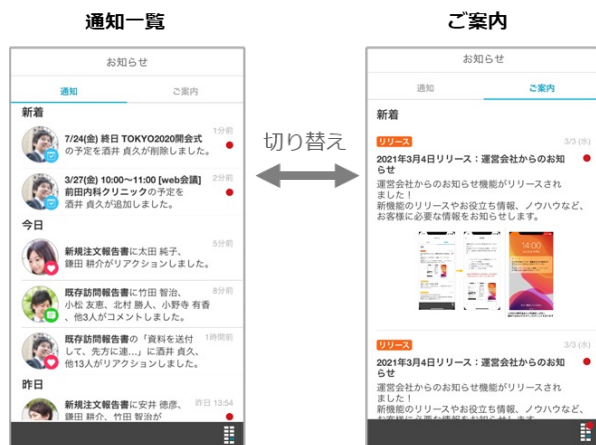 通知一覧
お知らせ
通知
ご案内
新着
7/24(金) 終日 TOKYO2020開会式
の予定を酒井 貞久が削除しました。
1分前
3/27(金) 10:00～11:00 [web会議]
前田内科クリニックの予定を
酒井 貞久が追加しました。
2分前
今日
新規注文報告書に太田 純子、
鎌田 耕介がリアクションしました。
5分前
既存訪問報告書に竹田 智治、
小松 友恵、北村 勝人、小野寺 有香
、他3人がコメントしました。
8分前
既存訪問報告書の「資料を送付
して、先方に連...」に酒井 貞久、
他13人がリアクションしました。
1時間前
昨日
新規注文報告書に安井 徳彦、
鎌田 耕介、竹田 智治が
昨日 13:54
切り替え
ご案内
お知らせ
通知
ご案内
新着
リリース
3/3 (水)
2021年3月4日リリース：運営会社からのお知
らせ
運営会社からのお知らせ機能がリリースされ
ました！
新機能のリリースやお役立ち情報、ノウハウなど、
お客様に必要な情報をお知らせします。
14:00
リリース
3/3 (水)
2021年3月4日リリース：運営会社からのお知
らせ
運営会社からのお知らせ機能がリリースされ
ました！
新機能のリリースやお役立ち情報、ノウハウなど、
お客様に必要な情報をお知らせします。